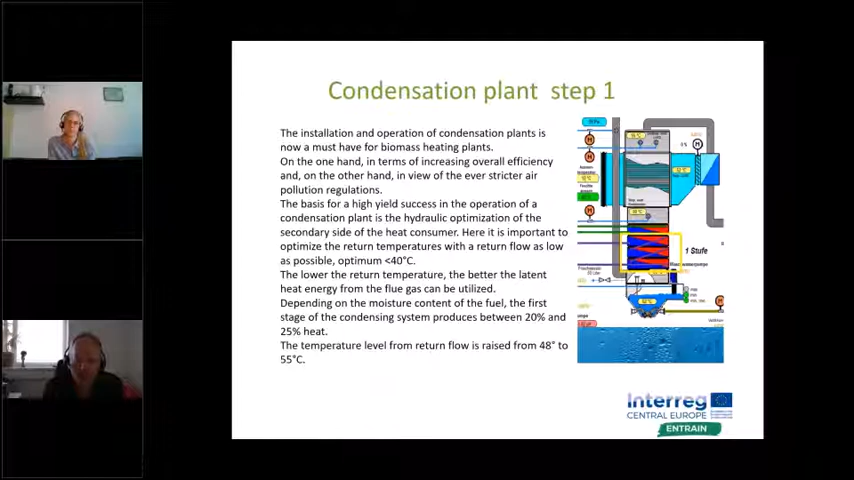 Condensation plant step 1
The installation and operation of condensation plants is
now a must have for biomass heating plants.
On the one hand, in terms of increasing overall efficiency
and, on the other hand, in view of the ever stricter air
pollution regulations.
The basis for a high yield success in the operation of a
condensation plant is the hydraulic optimization of the
secondary side of the heat consumer. Here it is important to
optimize the return temperatures with a return flow as low
as possible, optimum <40°C.
The lower the return temperature, the better the latent
heat energy from the flue gas can be utilized.
Depending on the moisture content of the fuel, the first
stage of the condensing system produces between 20% and
25% heat.
The temperature level from return flow is raised from 48° to
55°C.
M
M
M
M
1 Stufe
M
Interreg
CENTRAL EUROPE
ENTRAIN